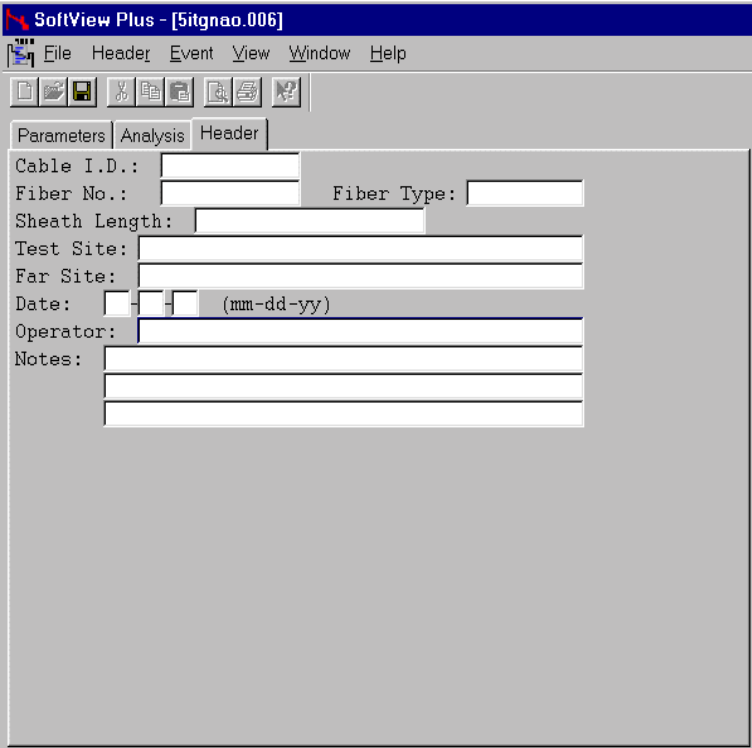 SoftView Plus - [5itgnao.006]
File Header Event View Window Help
Parameters Analysis Header
Cable I.D.:
Fiber No.: Fiber Type:
Sheath Length:
Test Site:
Far Site:
Date: - - (mm-dd-yy)
Operator:
Notes: